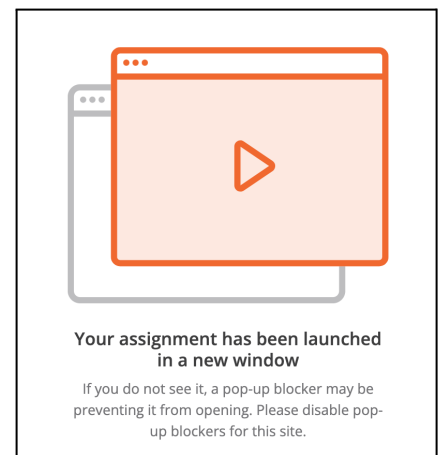 Your assignment has been launched
in a new window
If you do not see it, a pop-up blocker may be
preventing it from opening. Please disable pop-
up blockers for this site.